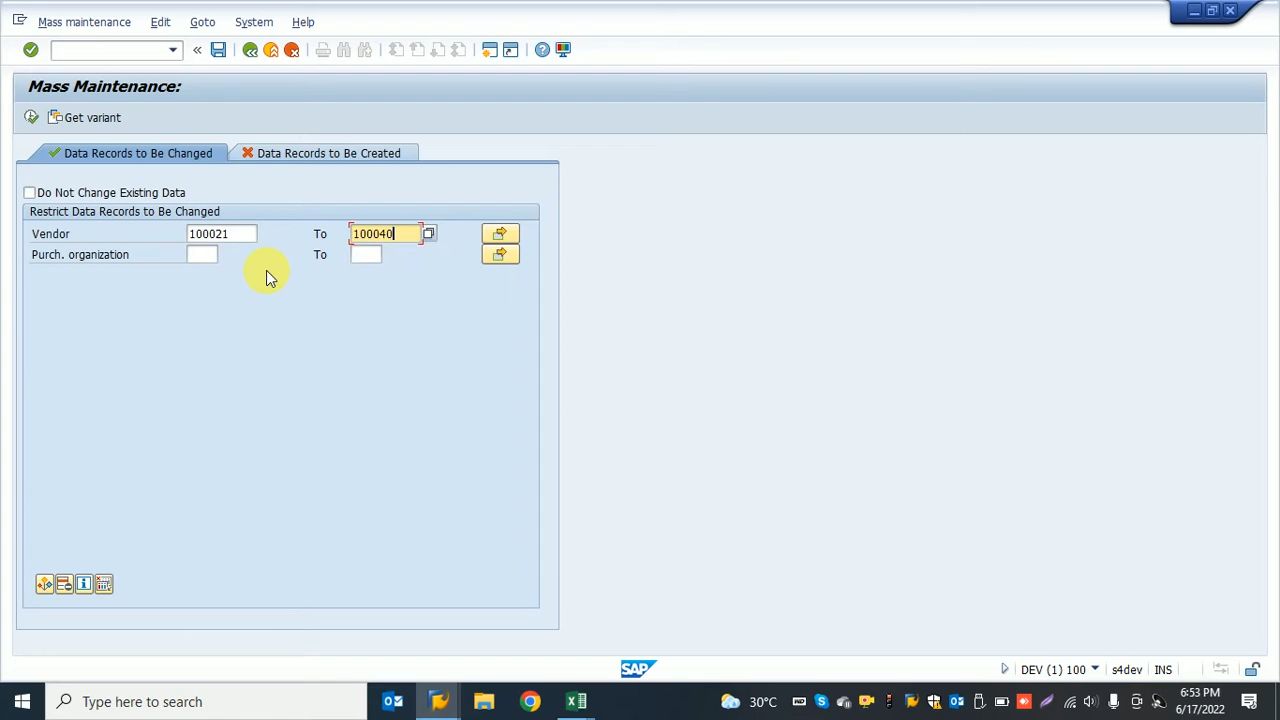 Mass maintenance Edit Goto System Help
Mass Maintenance:
Get variant
Data Records to Be Changed Data Records to Be Created
Do Not Change Existing Data
Restrict Data Records to Be Changed
Vendor 100021 To 100040
Purch. organization To
SAP DEV (1) 100 s4dev INS
Type here to search 30°C 6:53 PM
6/17/2022